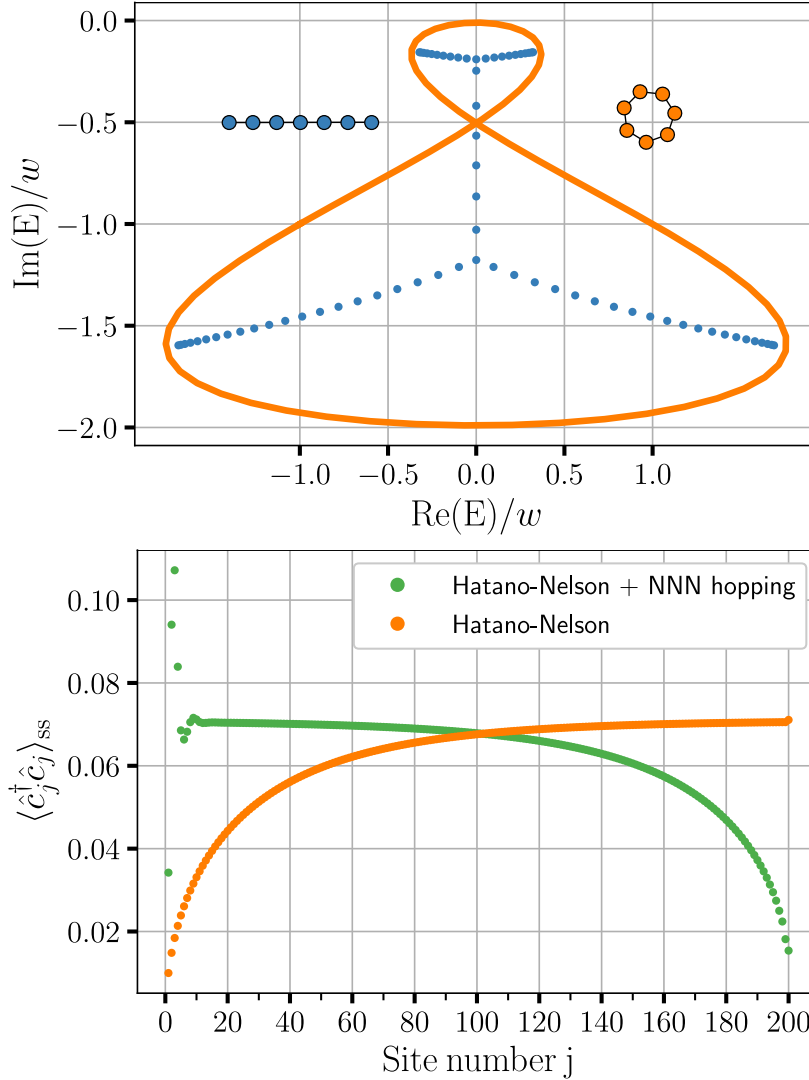 0.0
−0.5
−1.0
−1.5
−2.0
Im(E)/w
−1.0 −0.5 0.0 0.5 1.0
Re(E)/w
Hatano-Nelson + NNN hopping
Hatano-Nelson
0.10
0.08
0.06
0.04
0.02
⟨ĉ†ⱼĉⱼ⟩ss
0 20 40 60 80 100 120 140 160 180 200
Site number j